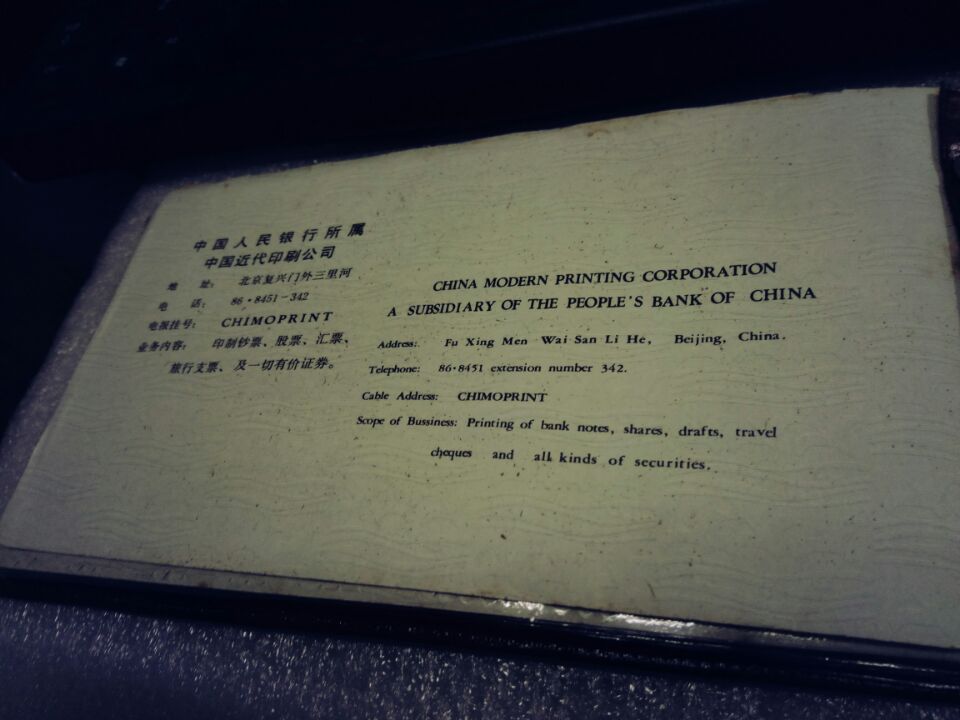 中国人民银行所属
中国近代印刷公司
地 址: 北京复兴门外三里河
电 话: 86·8451-342
电报挂号: CHIMOPRINT
业务内容: 印制钞票、股票、汇票、
旅行支票、及一切有价证券。
CHINA MODERN PRINTING CORPORATION
A SUBSIDIARY OF THE PEOPLE'S BANK OF CHINA
Address: Fu Xing Men Wai San Li He, Beijing, China.
Telephone: 86·8451 extension number 342.
Cable Address: CHIMOPRINT
Scope of Bussiness: Printing of bank notes, shares, drafts, travel
cheques and all kinds of securities.